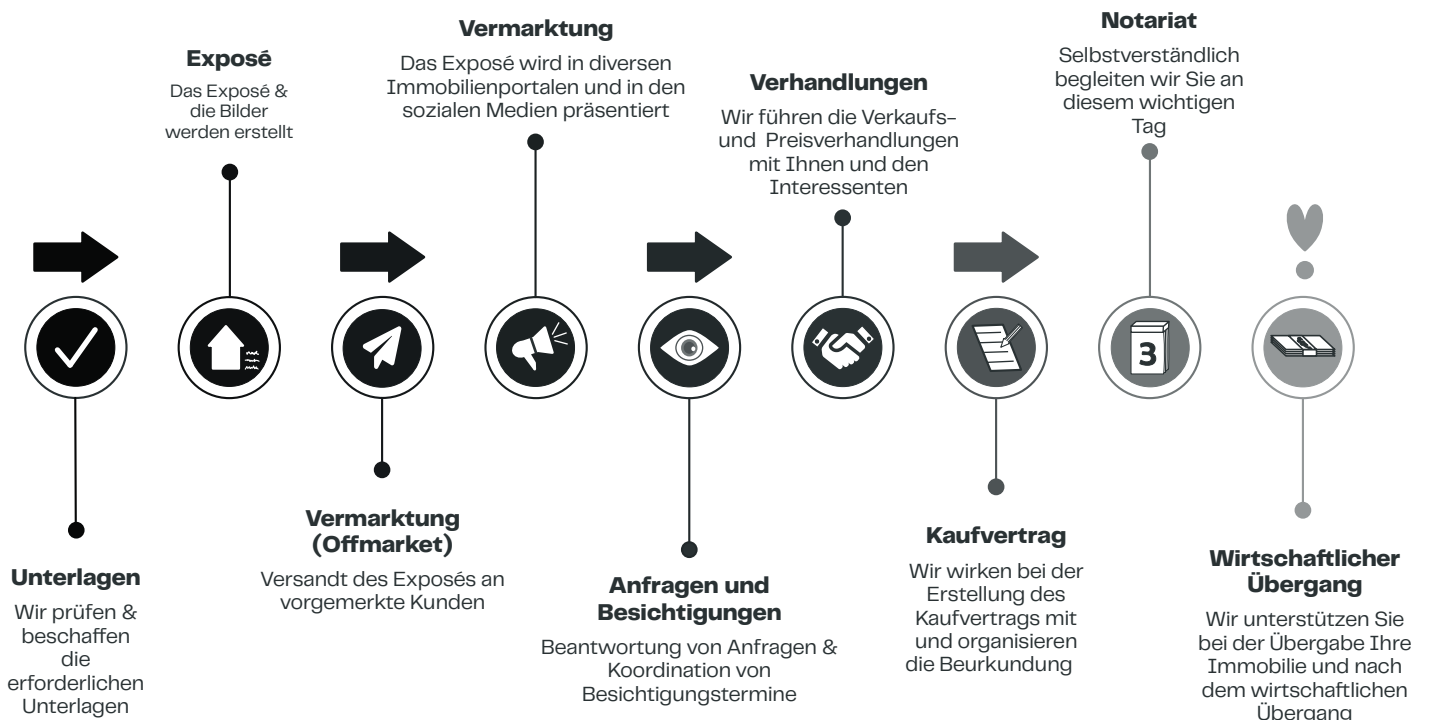 Unterlagen
Wir prüfen &
beschaffen
die
erforderlichen
Unterlagen
Exposé
Das Exposé &
die Bilder
werden erstellt
Vermarktung
(Offmarket)
Versandt des Exposés an
vorgemerkte Kunden
Vermarktung
Das Exposé wird in diversen
Immobilienportalen und in den
sozialen Medien präsentiert
Anfragen und
Besichtigungen
Beantwortung von Anfragen &
Koordination von
Besichtigungstermine
Verhandlungen
Wir führen die Verkaufs-
und Preisverhandlungen
mit Ihnen und den
Interessenten
Kaufvertrag
Wir wirken bei der
Erstellung des
Kaufvertrags mit
und organisieren
die Beurkundung
Notariat
Selbstverständlich
begleiten wir Sie an
diesem wichtigen
Tag
3
Wirtschaftlicher
Übergang
Wir unterstützen Sie
bei der Übergabe Ihre
Immobilie und nach
dem wirtschaftlichen
Übergang